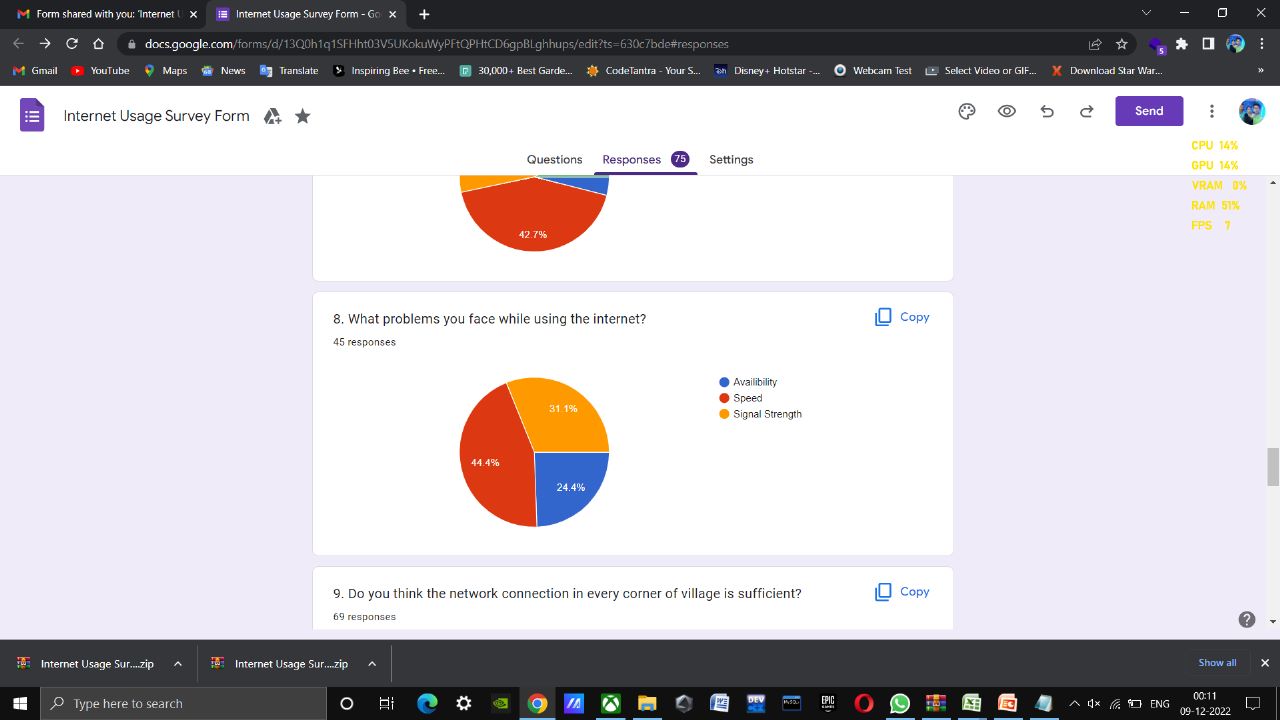 Form shared with you: 'Internet U
Internet Usage Survey Form - Go
docs.google.com/forms/d/13Q0h1q1SFHht03V5UKokuWyPFtQPHtCD6gpBLghhups/edit?ts=630c7bde#responses
5
Gmail YouTube Maps News Translate Inspiring Bee • Free... 30,000+ Best Garde... CodeTantra - Your S... Disney+ Hotstar -... Webcam Test Select Video or GIF... Download Star War... »
Internet Usage Survey Form
Send
Questions Responses 75 Settings
CPU 14%
GPU 14%
VRAM 8%
RAM 51%
FPS 7
42.7%
8. What problems you face while using the internet?
Copy
45 responses
Availibility
Speed
Signal Strength
31.1%
44.4%
24.4%
9. Do you think the network connection in every corner of village is sufficient?
Copy
69 responses
Internet Usage Sur....zip
Internet Usage Sur....zip
Show all
Type here to search
ENG
00:11
09-12-2022